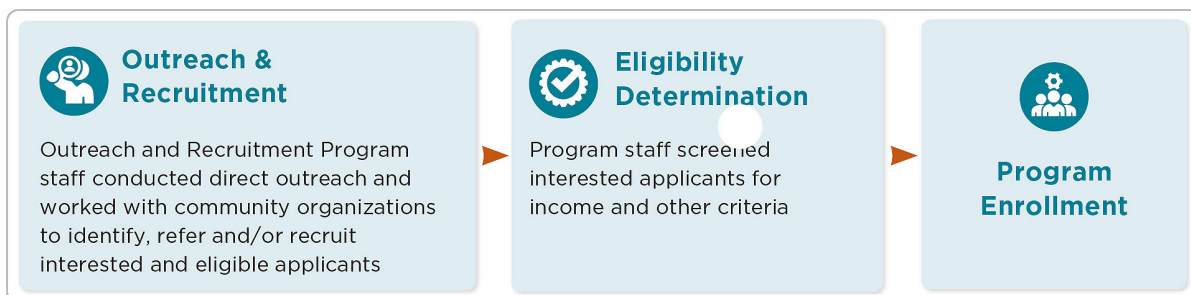 Outreach &
Recruitment
Outreach and Recruitment Program
staff conducted direct outreach and
worked with community organizations
to identify, refer and/or recruit
interested and eligible applicants
Eligibility
Determination
Program staff screened
interested applicants for
income and other criteria
Program
Enrollment